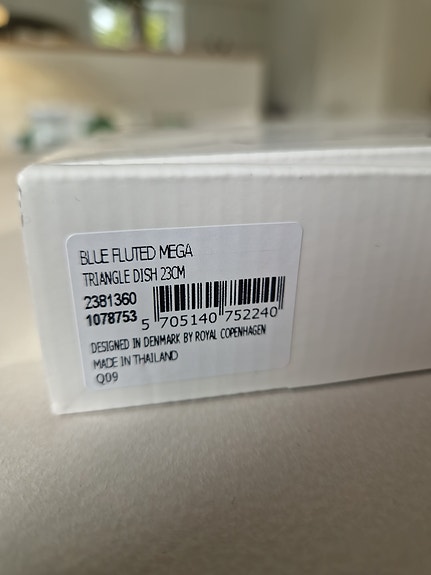 BLUE FLUTED MEGA
TRIANGLE DISH 23CM
2381360
1078753
5 705140 752240
DESIGNED IN DENMARK BY ROYAL COPENHAGEN
MADE IN THAILAND
Q09